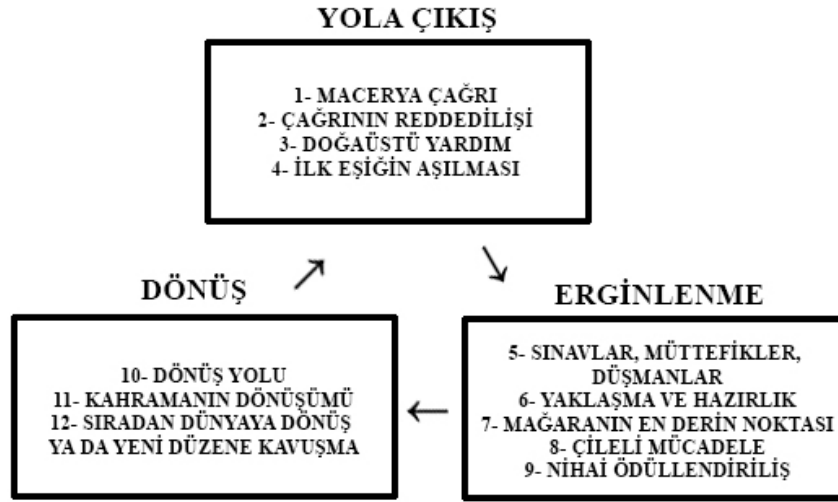 YOLA ÇIKIŞ
1- MACERYA ÇAĞRI
2- ÇAĞRININ REDDEDİLİŞİ
3- DOĞAÜSTÜ YARDIM
4- İLK EŞİĞİN AŞILMASI
ERGİNLENME
5- SINAVLAR, MÜTTEFİKLER,
DÜŞMANLAR
6- YAKLAŞMA VE HAZIRLIK
7- MAĞARANIN EN DERİN NOKTASI
8- ÇİLELİ MÜCADELE
9- NİHAİ ÖDÜLLENDİRİLİŞ
DÖNÜŞ
10- DÖNÜŞ YOLU
11- KAHRAMANIN DÖNÜŞÜMÜ
12- SIRADAN DÜNYAYA DÖNÜŞ
YA DA YENİ DÜZENE KAVUŞMA